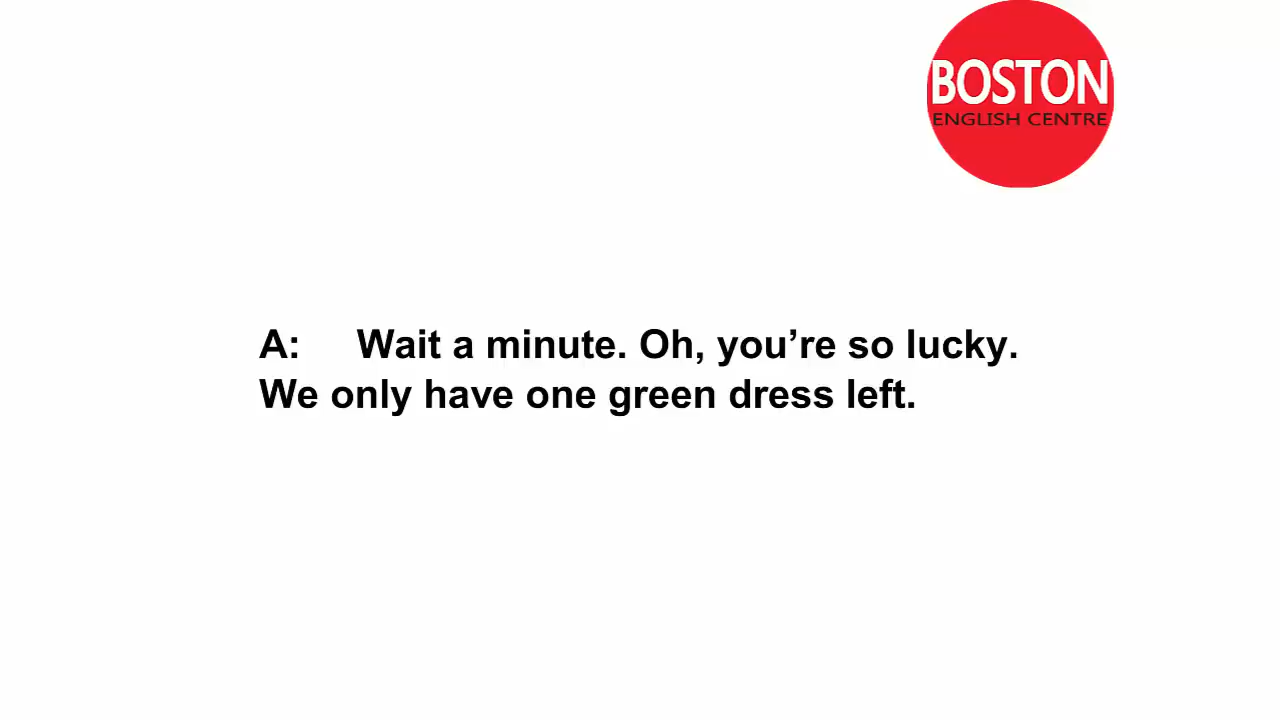 BOSTON
ENGLISH CENTRE
A: Wait a minute. Oh, you’re so lucky.
We only have one green dress left.